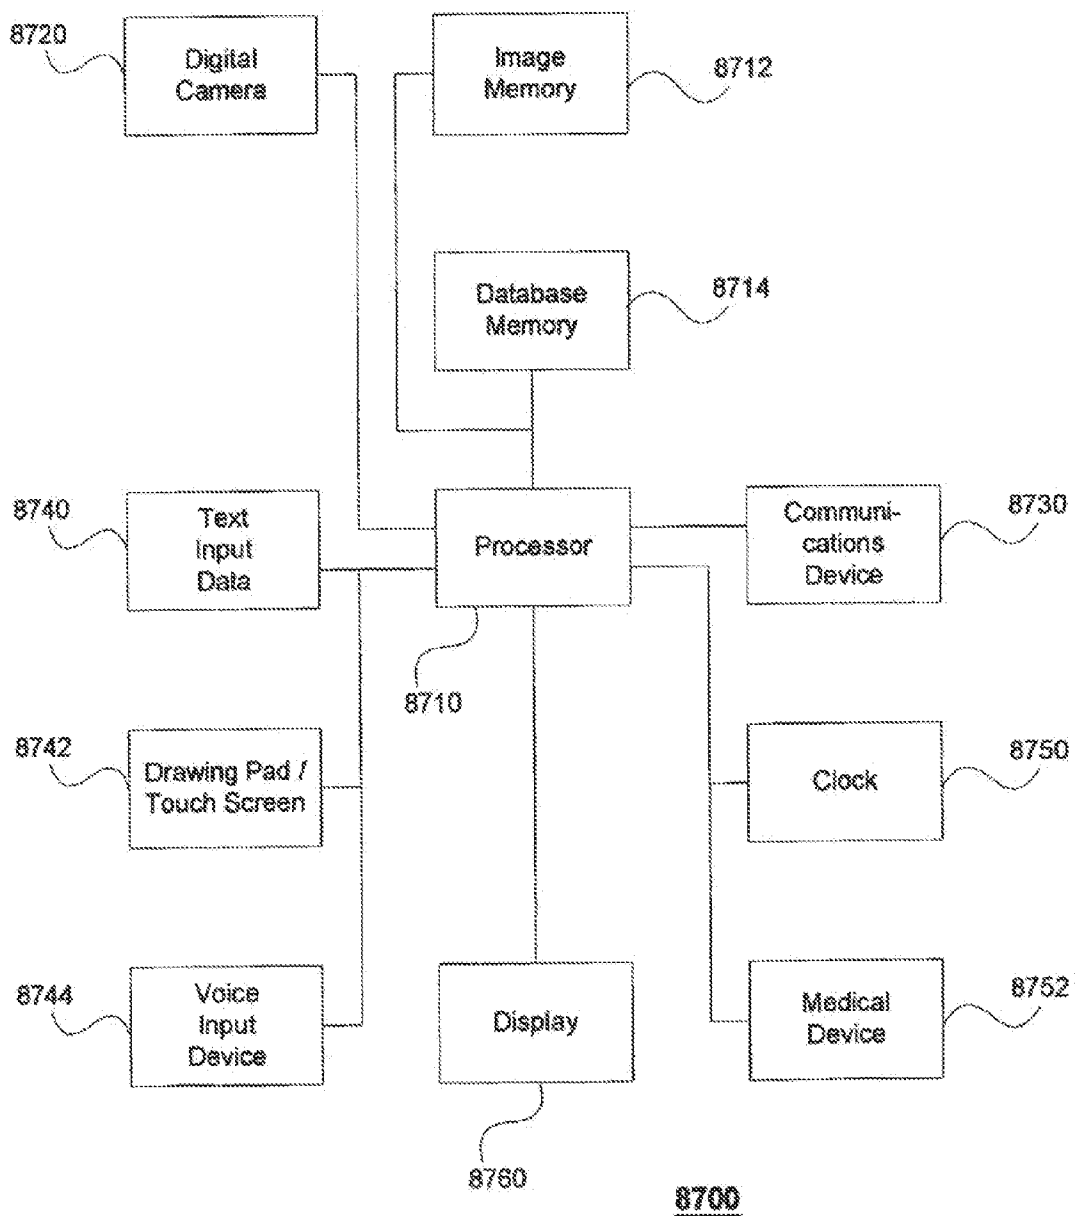 8720
Digital
Camera
Image
Memory
8712
Database
Memory
8714
8740
Text
Input
Data
Processor
8710
Communi-
cations
Device
8730
8742
Drawing Pad /
Touch Screen
Clock
8750
8744
Voice
Input
Device
Display
8760
Medical
Device
8752
8700